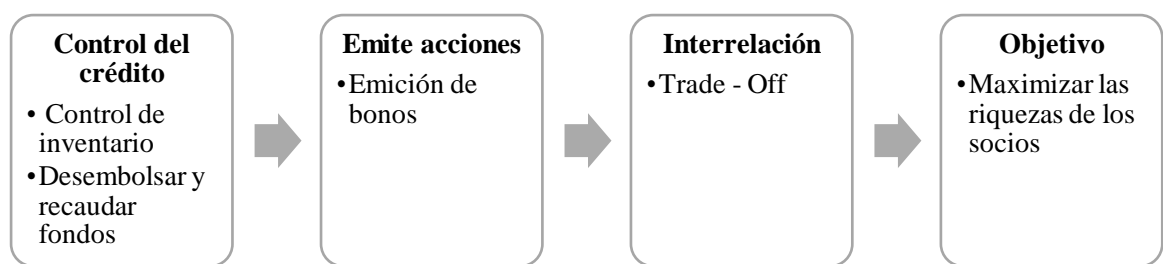 Control del
crédito
• Control de
inventario
•Desembolsar y
recaudar
fondos
Emite acciones
•Emición de
bonos
Interrelación
•Trade - Off
Objetivo
•Maximizar las
riquezas de los
socios